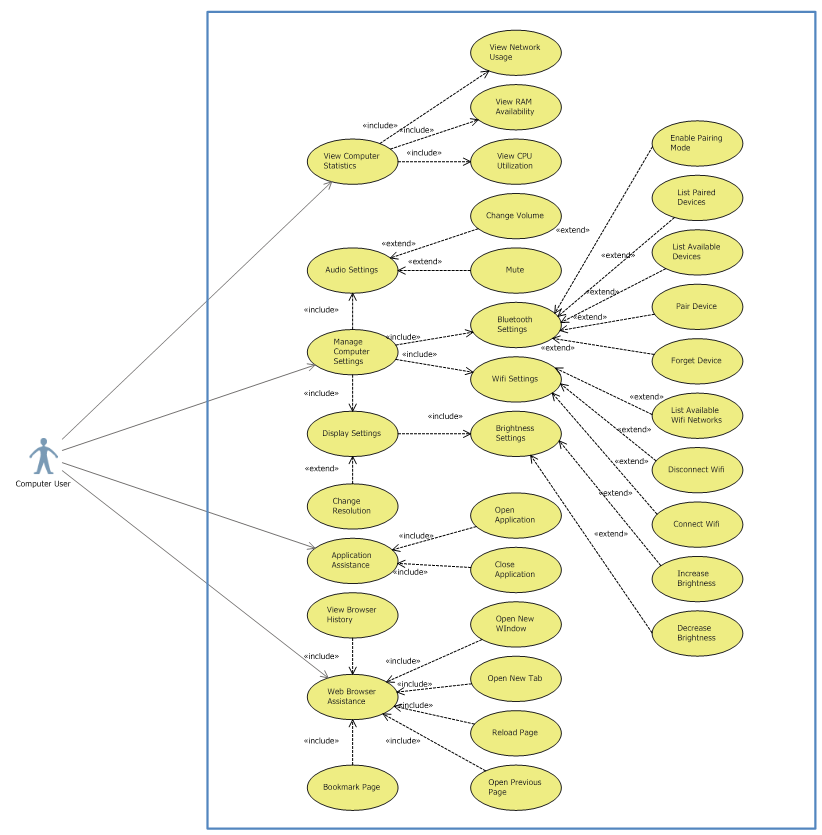 View Network
Usage
View RAM
Availability
«include»
«include»
View Computer
Statistics
«include»
View CPU
Utilization
Enable Pairing
Mode
List Paired
Devices
Change Volume
«extend»
«extend»
Audio Settings
«extend»
Mute
«extend»
List Available
Devices
«extend»
Pair Device
«include»
Manage
Computer
Settings
«include»
«include»
Bluetooth
Settings
«extend»
«extend»
Forget Device
«include»
Wifi Settings
«extend»
List Available
Wifi Networks
Display Settings
«include»
Brightness
Settings
«extend»
Disconnect Wifi
«extend»
«extend»
Computer User
Change
Resolution
Open
Application
«extend»
Connect Wifi
«include»
Application
Assistance
«include»
Close
Application
«extend»
Increase
Brightness
View Browser
History
Open New
WIndow
Decrease
Brightness
«include»
«include»
Web Browser
Assistance
«include»
Open New Tab
«include»
Reload Page
«include»
«include»
Bookmark Page
Open Previous
Page